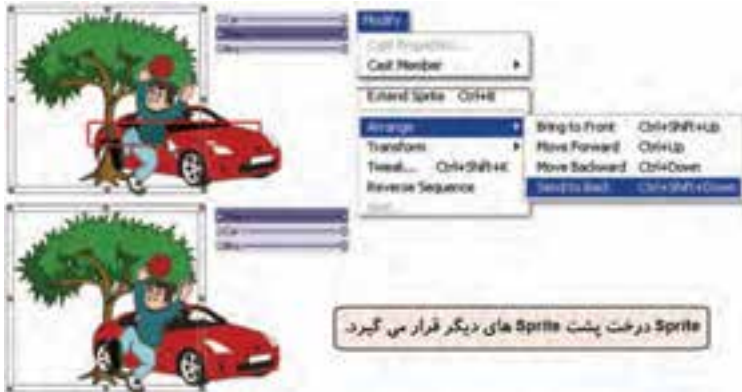 Modify
Cast Properties...
Cast Member
Extend Sprite Ctrl+B
Arrange
Transform
Tweak... Ctrl+Shift+K
Reverse Sequence
Sort...
Bring to Front Ctrl+Shift+Up
Move Forward Ctrl+Up
Move Backward Ctrl+Down
Send to Back Ctrl+Shift+Down
Sprite درخت پشت Sprite های دیگر قرار می گیرد.